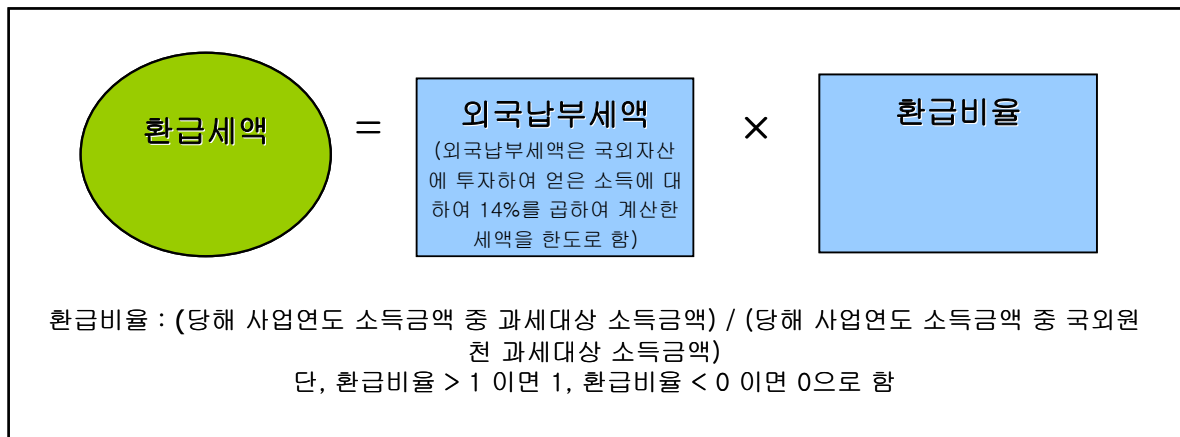 환급세액
=
외국납부세액
(외국납부세액은 국외자산
에 투자하여 얻은 소득에 대
하여 14%를 곱하여 계산한
세액을 한도로 함)
×
환급비율
환급비율 : (당해 사업연도 소득금액 중 과세대상 소득금액) / (당해 사업연도 소득금액 중 국외원
천 과세대상 소득금액)
단, 환급비율 > 1 이면 1, 환급비율 < 0 이면 0으로 함